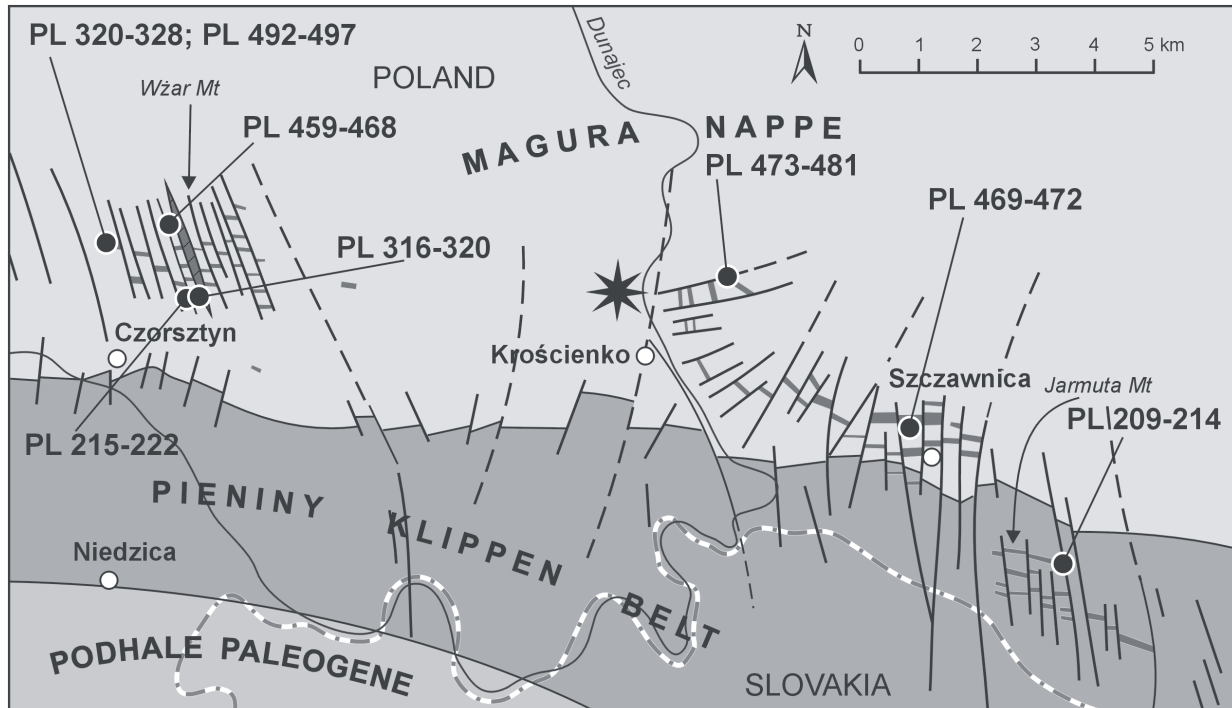 PL 320-328; PL 492-497
Wżar Mt
POLAND
Dunajec
N
0 1 2 3 4 5 km
PL 459-468
MAGURA NAPPE
PL 473-481
PL 469-472
PL 316-320
Czorsztyn
Krościenko
Szczawnica
Jarmuta Mt
PL\209-214
PL 215-222
PIENINY KLIPPEN BELT
Niedzica
PODHALE PALEOGENE
SLOVAKIA